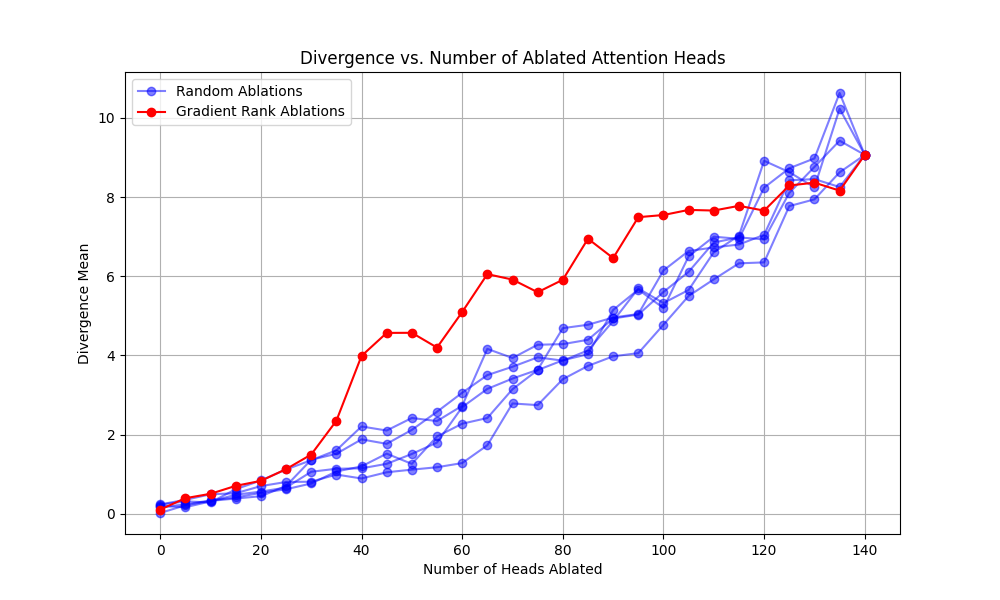 Divergence vs. Number of Ablated Attention Heads
Random Ablations
Gradient Rank Ablations
Divergence Mean
10
8
6
4
2
0
0 20 40 60 80 100 120 140
Number of Heads Ablated